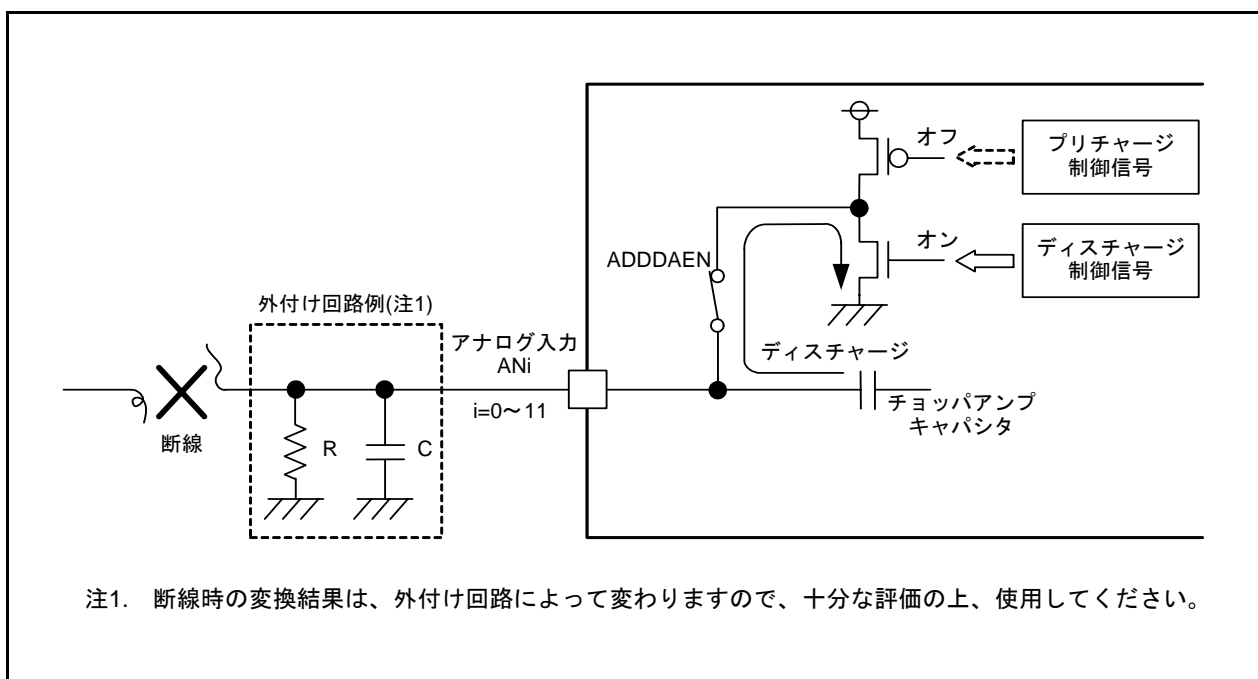 オフ
プリチャージ
制御信号
オン
ディスチャージ
制御信号
ADDDAEN
外付け回路例(注1)
アナログ入力
ANi
i=0～11
ディスチャージ
チョッパアンプ
キャパシタ
断線
R
C
注1. 断線時の変換結果は、外付け回路によって変わりますので、十分な評価の上、使用してください。